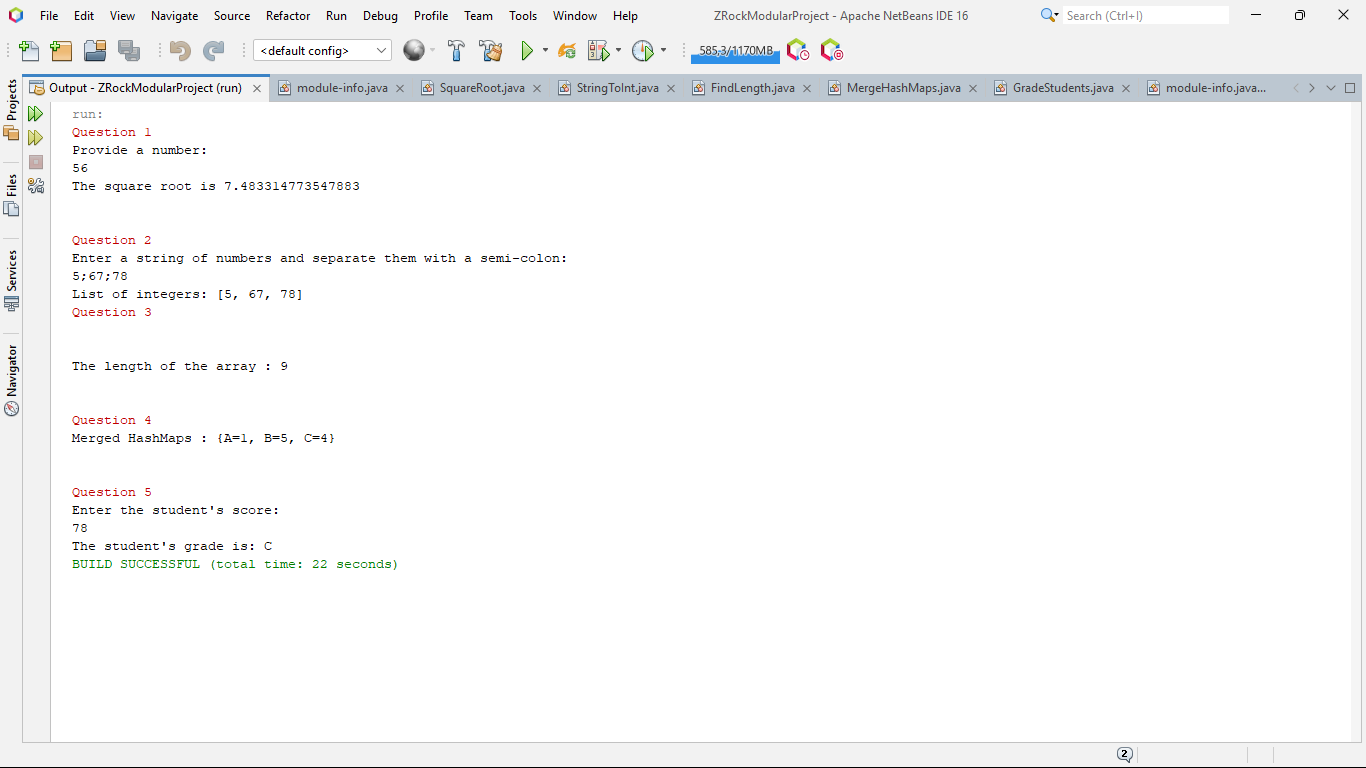 File Edit View Navigate Source Refactor Run Debug Profile Team Tools Window Help ZRockModularProject - Apache NetBeans IDE 16 Search (Ctrl+I)
<default config> 585,3/1170MB
Output - ZRockModularProject (run) module-info.java SquareRoot.java StringToInt.java FindLength.java MergeHashMaps.java GradeStudents.java module-info.java...
Projects
Files
Services
Navigator
run:
Question 1
Provide a number:
56
The square root is 7.483314773547883
Question 2
Enter a string of numbers and separate them with a semi-colon:
5;67;78
List of integers: [5, 67, 78]
Question 3
The length of the array : 9
Question 4
Merged HashMaps : {A=1, B=5, C=4}
Question 5
Enter the student's score:
78
The student's grade is: C
BUILD SUCCESSFUL (total time: 22 seconds)
2